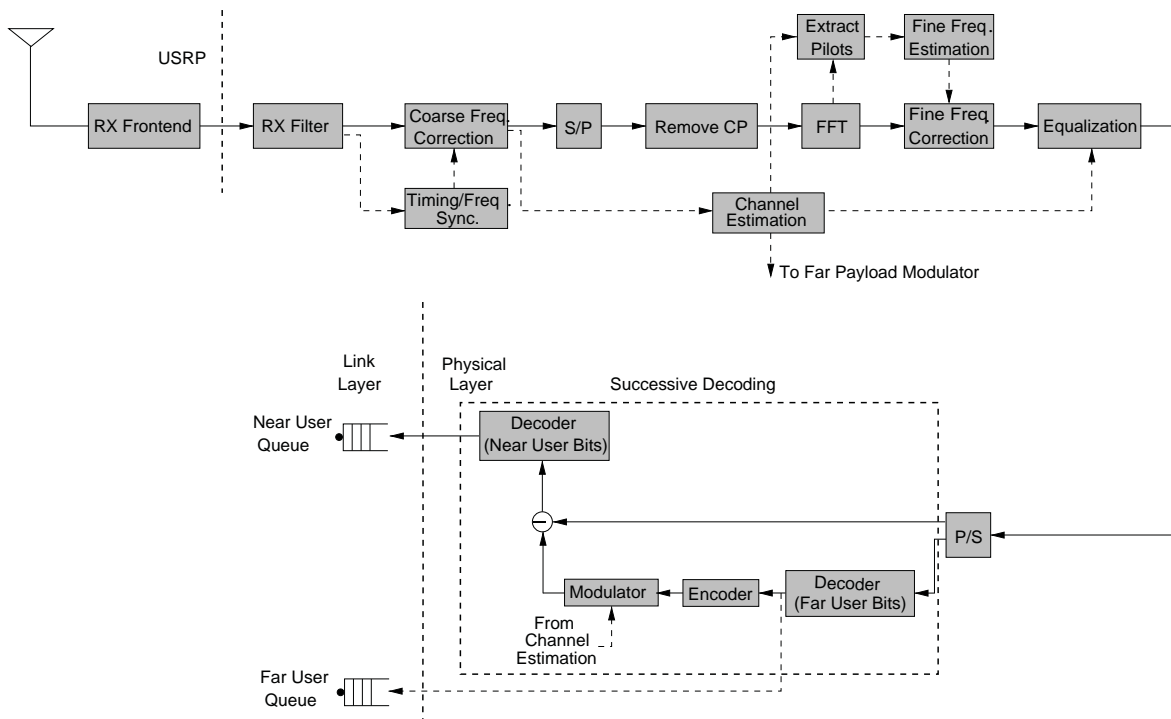 USRP
RX Frontend
RX Filter
Coarse Freq.
Correction
Timing/Freq.
Sync.
S/P
Remove CP
Extract
Pilots
Fine Freq.
Estimation
FFT
Fine Freq.
Correction
Equalization
Channel
Estimation
To Far Payload Modulator
Link
Layer
Physical
Layer
Successive Decoding
Near User
Queue
Decoder
(Near User Bits)
P/S
Modulator
Encoder
Decoder
(Far User Bits)
From
Channel
Estimation
Far User
Queue